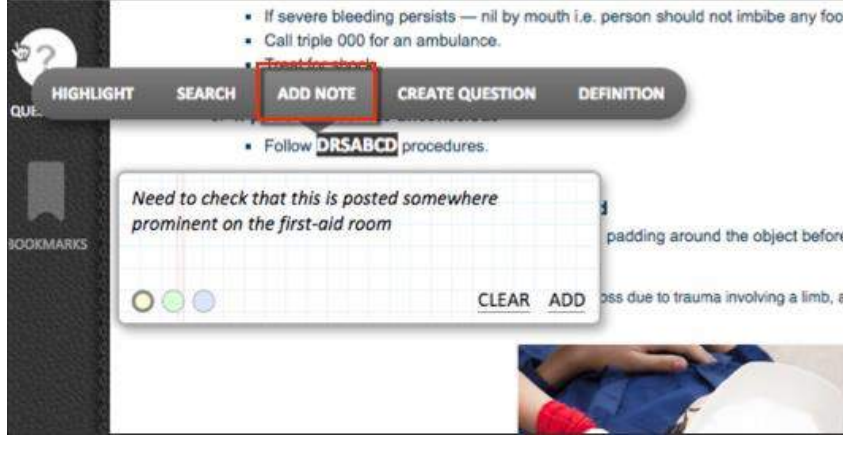 ▪ If severe bleeding persists — nil by mouth i.e. person should not imbibe any foo
▪ Call triple 000 for an ambulance.
▪ Treat for shock
HIGHLIGHT SEARCH ADD NOTE CREATE QUESTION DEFINITION
QUE
▪ Follow DRSABCD procedures.
Need to check that this is posted somewhere
prominent on the first-aid room
d
padding around the object before
BOOKMARKS
CLEAR ADD
oss due to trauma involving a limb, a